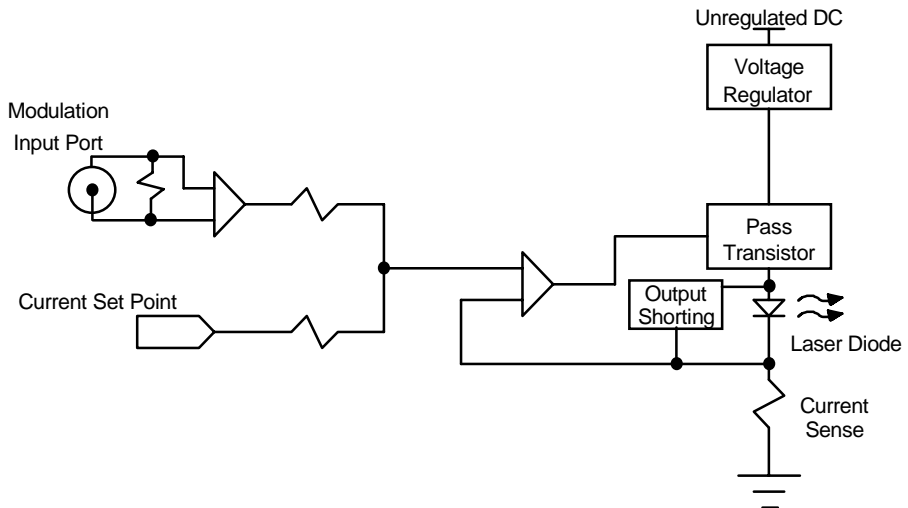 Unregulated DC
Voltage
Regulator
Modulation
Input Port
Pass
Transistor
Current Set Point
Output
Shorting
Laser Diode
Current
Sense